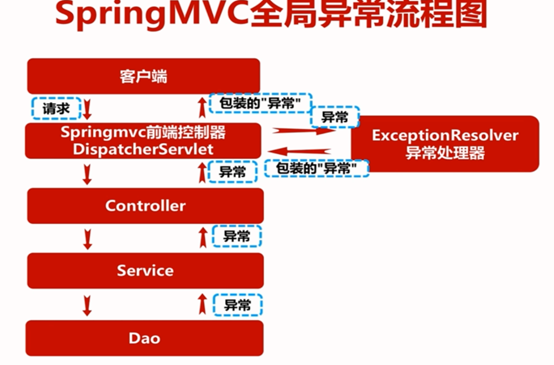 SpringMVC全局异常流程图
客户端
请求
包装的"异常"
异常
Springmvc前端控制器
DispatcherServlet
ExceptionResolver
异常处理器
异常
包装的"异常"
Controller
异常
Service
异常
Dao